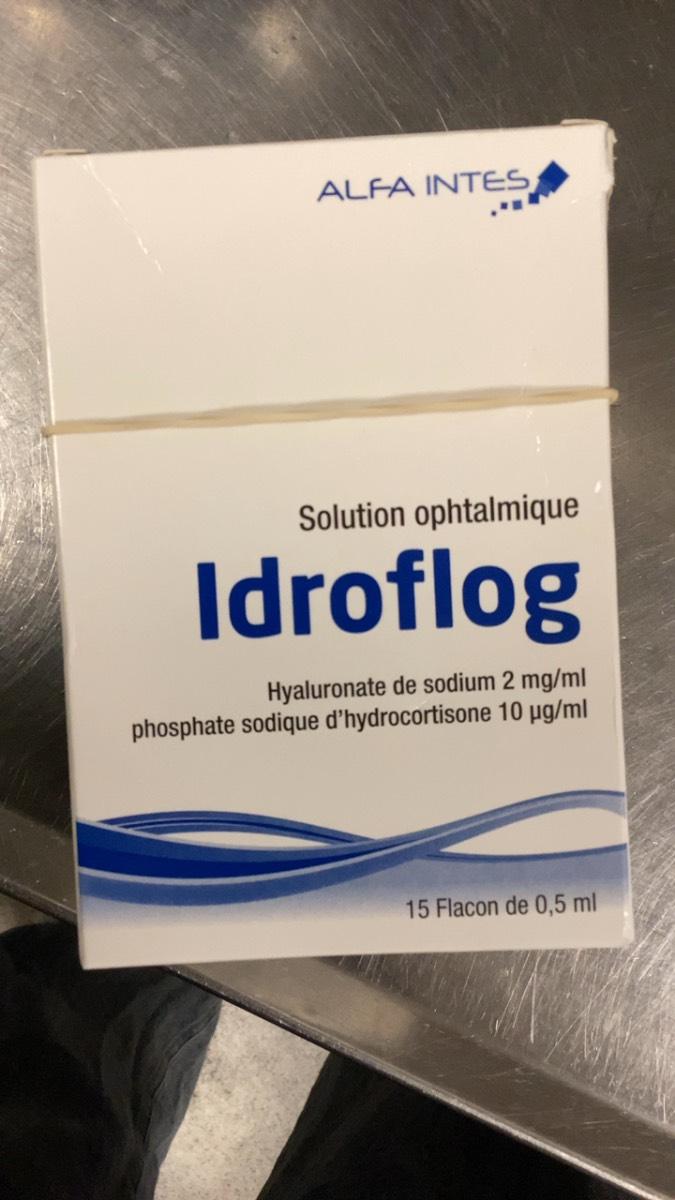 ALFA INTES
Solution ophtalmique
Idroflog
Hyaluronate de sodium 2 mg/ml
phosphate sodique d'hydrocortisone 10 µg/ml
15 Flacon de 0,5 ml